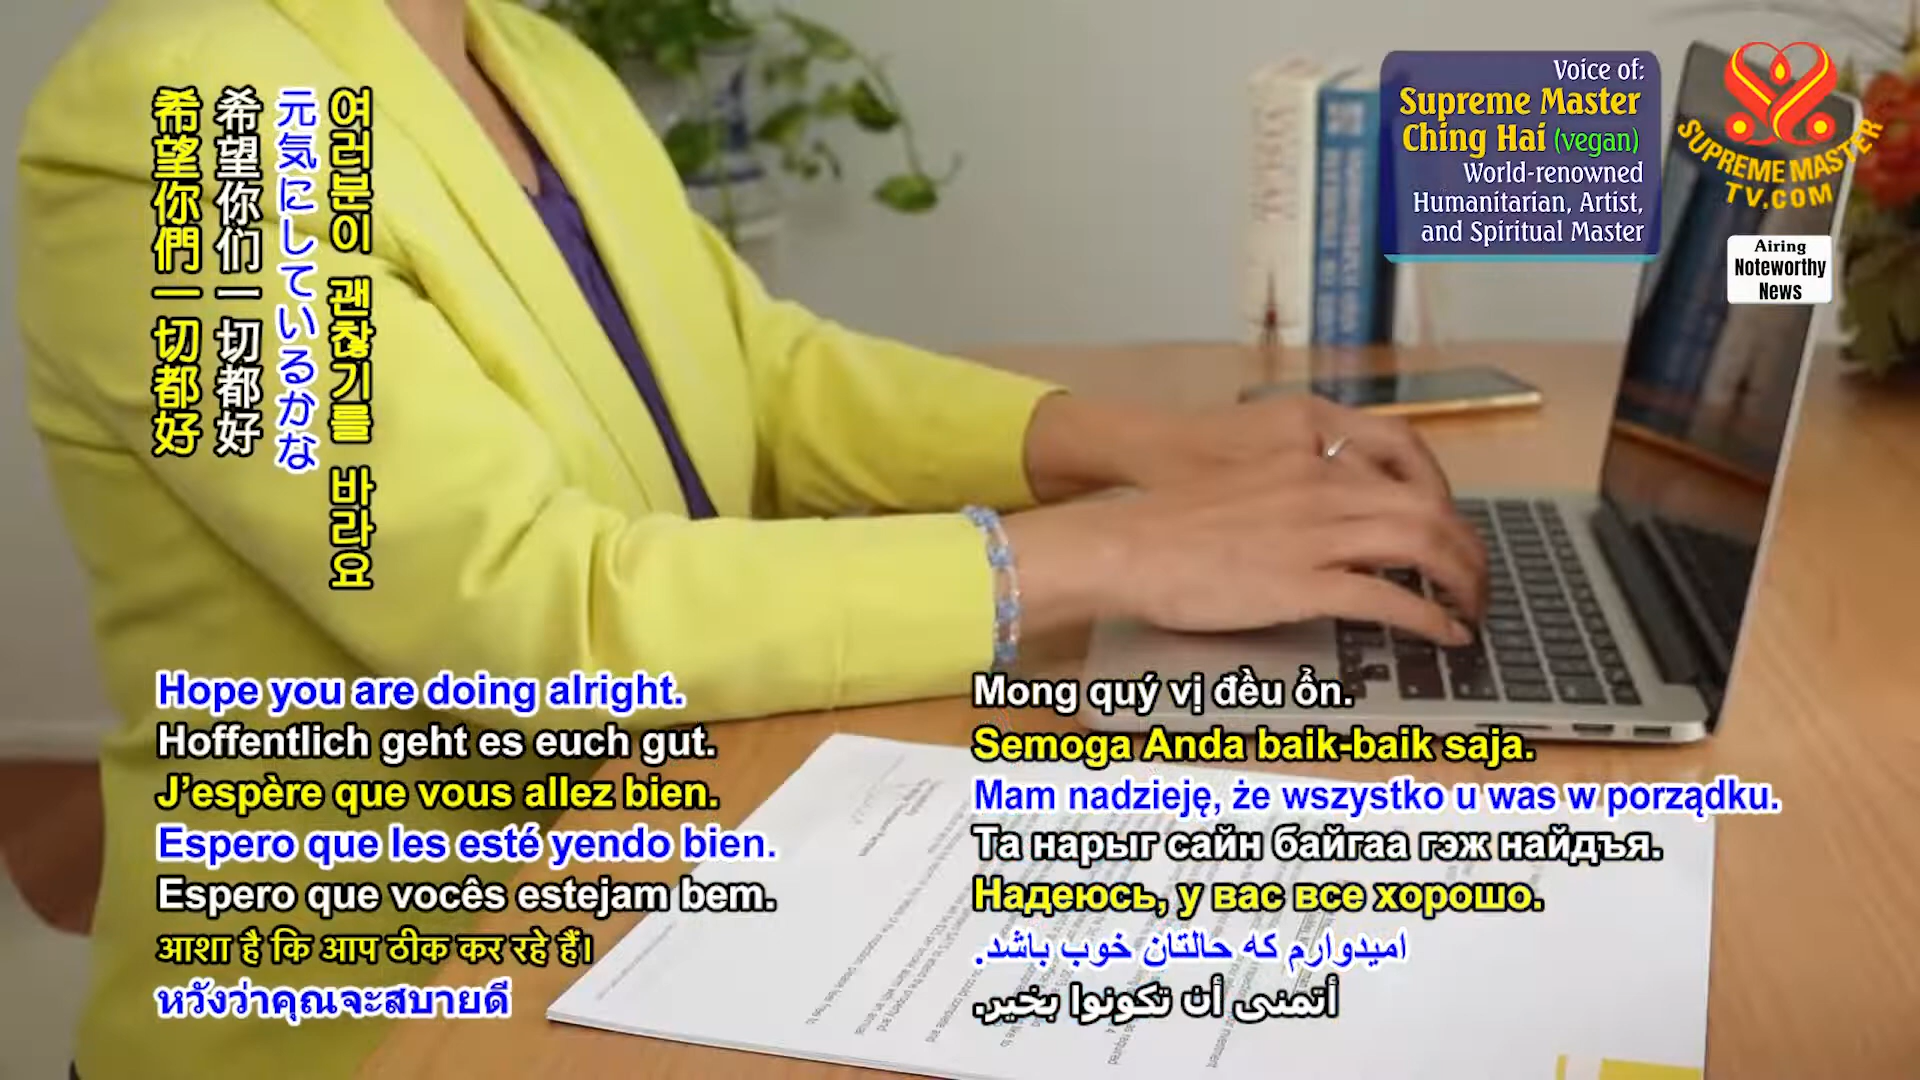 希望你們一切都好
希望你们一切都好
元気にしているかな
여러분이 괜찮기를 바라요
Voice of:
Supreme Master
Ching Hai (vegan)
World-renowned
Humanitarian, Artist,
and Spiritual Master
SUPREME MASTER
TV.COM
Airing
Noteworthy
News
Hope you are doing alright.
Hoffentlich geht es euch gut.
J’espère que vous allez bien.
Espero que les esté yendo bien.
Espero que vocês estejam bem.
आशा है कि आप ठीक कर रहे हैं।
หวังว่าคุณจะสบายดี
Mong quý vị đều ổn.
Semoga Anda baik-baik saja.
Mam nadzieję, że wszystko u was w porządku.
Та нарыг сайн байгаа гэж найдъя.
Надеюсь, у вас все хорошо.
امیدوارم که حالتان خوب باشد.
أتمنى أن تكونوا بخير.